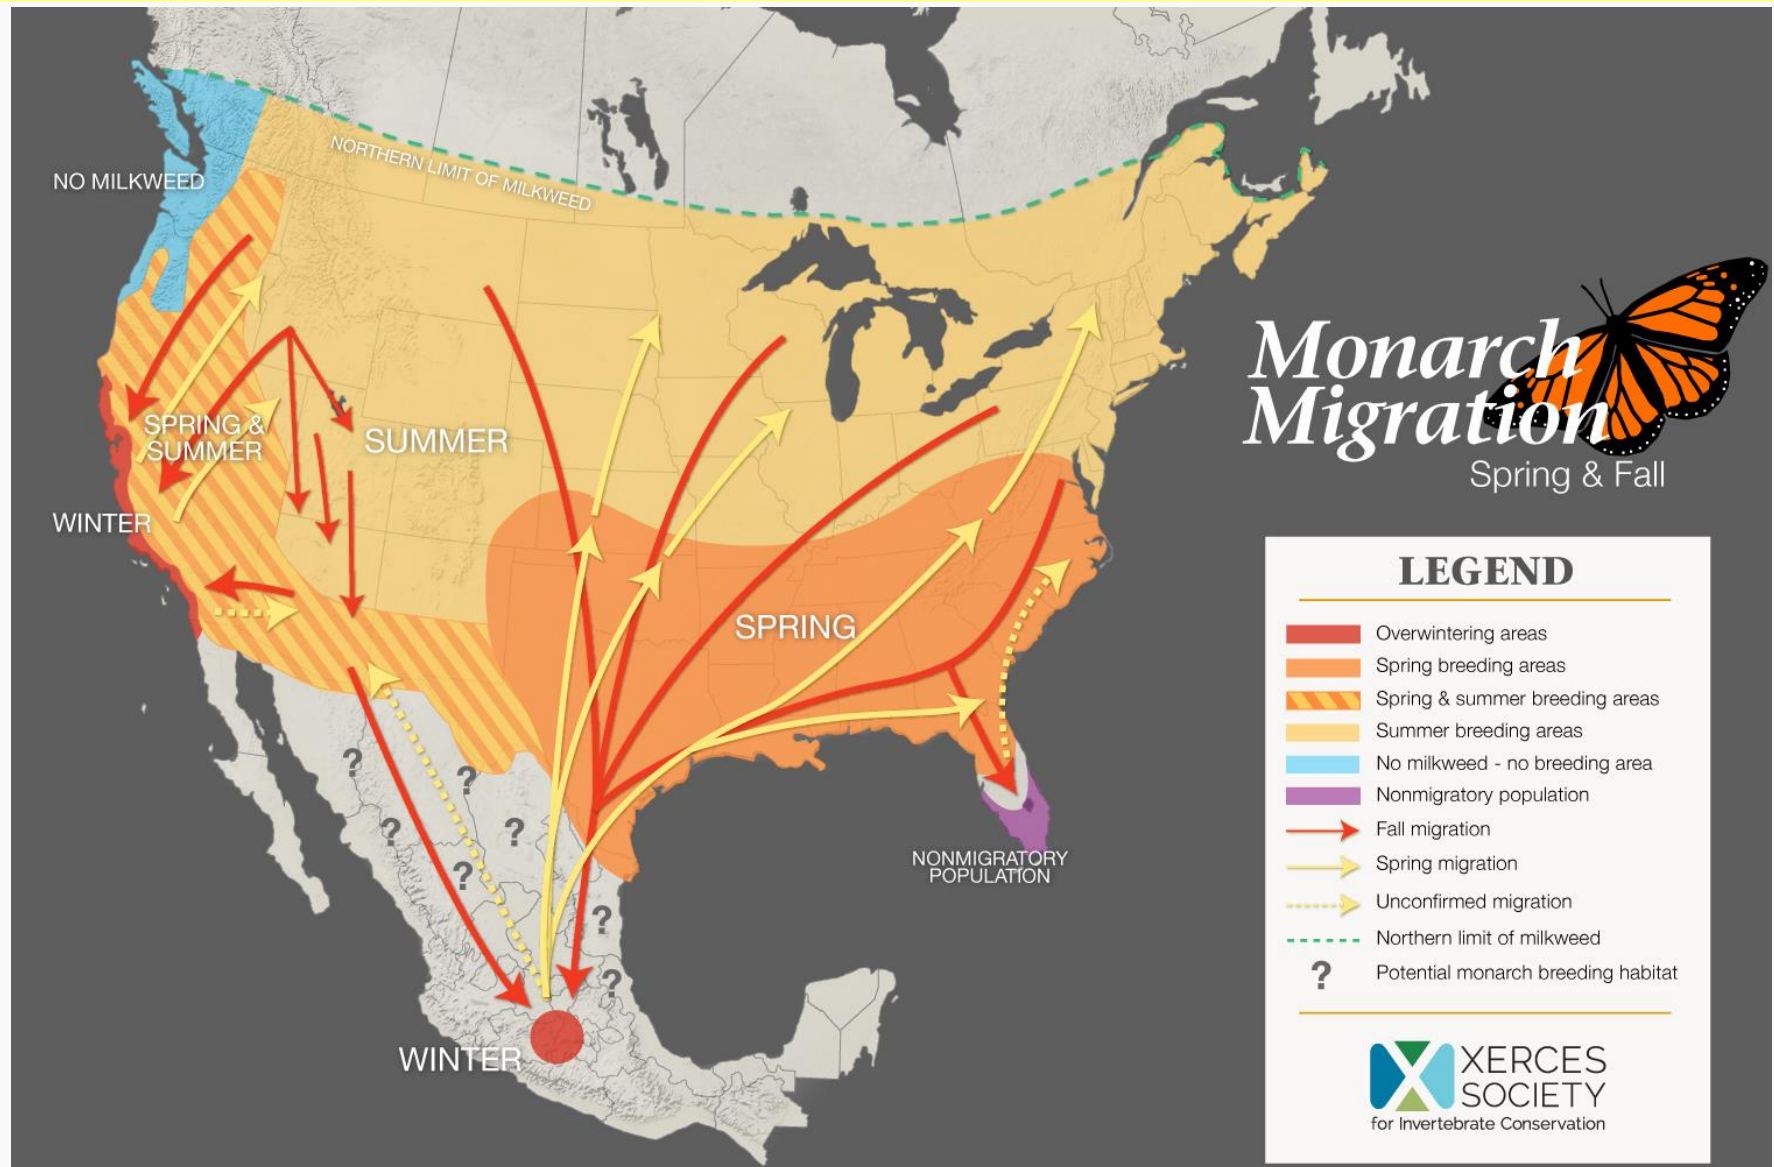 NORTHERN LIMIT OF MILKWEED
NO MILKWEED
SPRING &
SUMMER
SUMMER
WINTER
SPRING
NONMIGRATORY
POPULATION
WINTER
?
?
?
?
?
?
?
Monarch
Migration
Spring & Fall
LEGEND
Overwintering areas
Spring breeding areas
Spring & summer breeding areas
Summer breeding areas
No milkweed - no breeding area
Nonmigratory population
Fall migration
Spring migration
Unconfirmed migration
Northern limit of milkweed
? Potential monarch breeding habitat
XERCES
SOCIETY
for Invertebrate Conservation